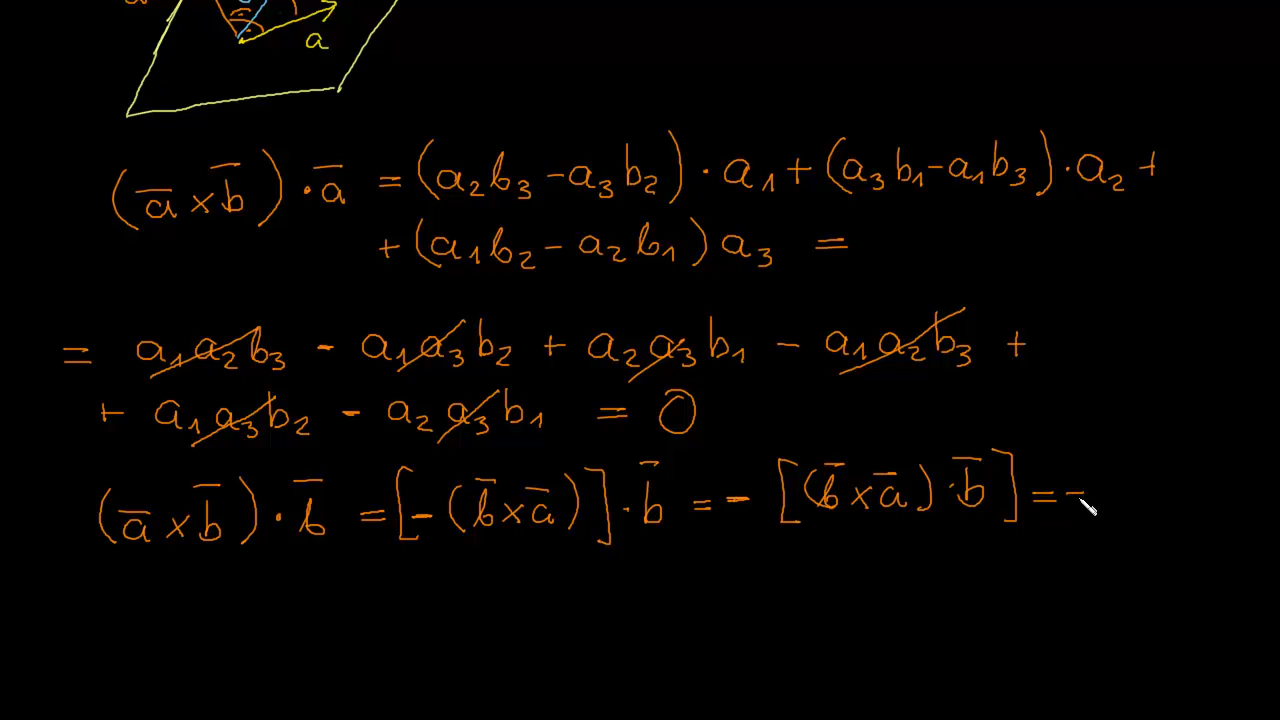 a
(a̅ × b̅) · a̅ = (a₂b₃ - a₃b₂) · a₁ + (a₃b₁ - a₁b₃) · a₂ +
+ (a₁b₂ - a₂b₁) a₃ =
= a₁a₂b₃ - a₁a₃b₂ + a₂a₃b₁ - a₁a₂b₃ +
+ a₁a₃b₂ - a₂a₃b₁ = 0
(a̅ × b̅) · b̅ = [-(b̅ × a̅)] · b̅ = - [(b̅ × a̅) · b̅] = -